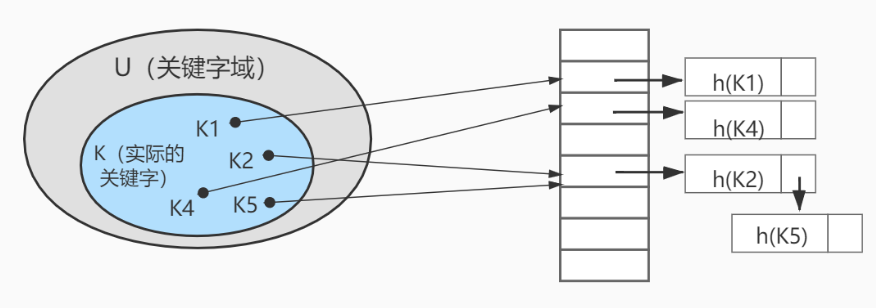 U（关键字域）
K1
K（实际的
关键字）
K2
K4
K5
h(K1)
h(K4)
h(K2)
h(K5)